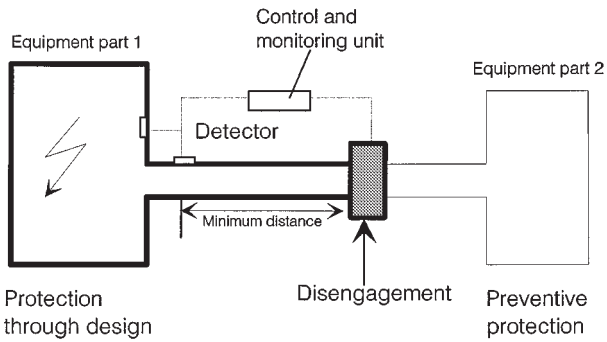 Control and
monitoring unit
Equipment part 1
Equipment part 2
Detector
Minimum distance
Disengagement
Protection
through design
Preventive
protection